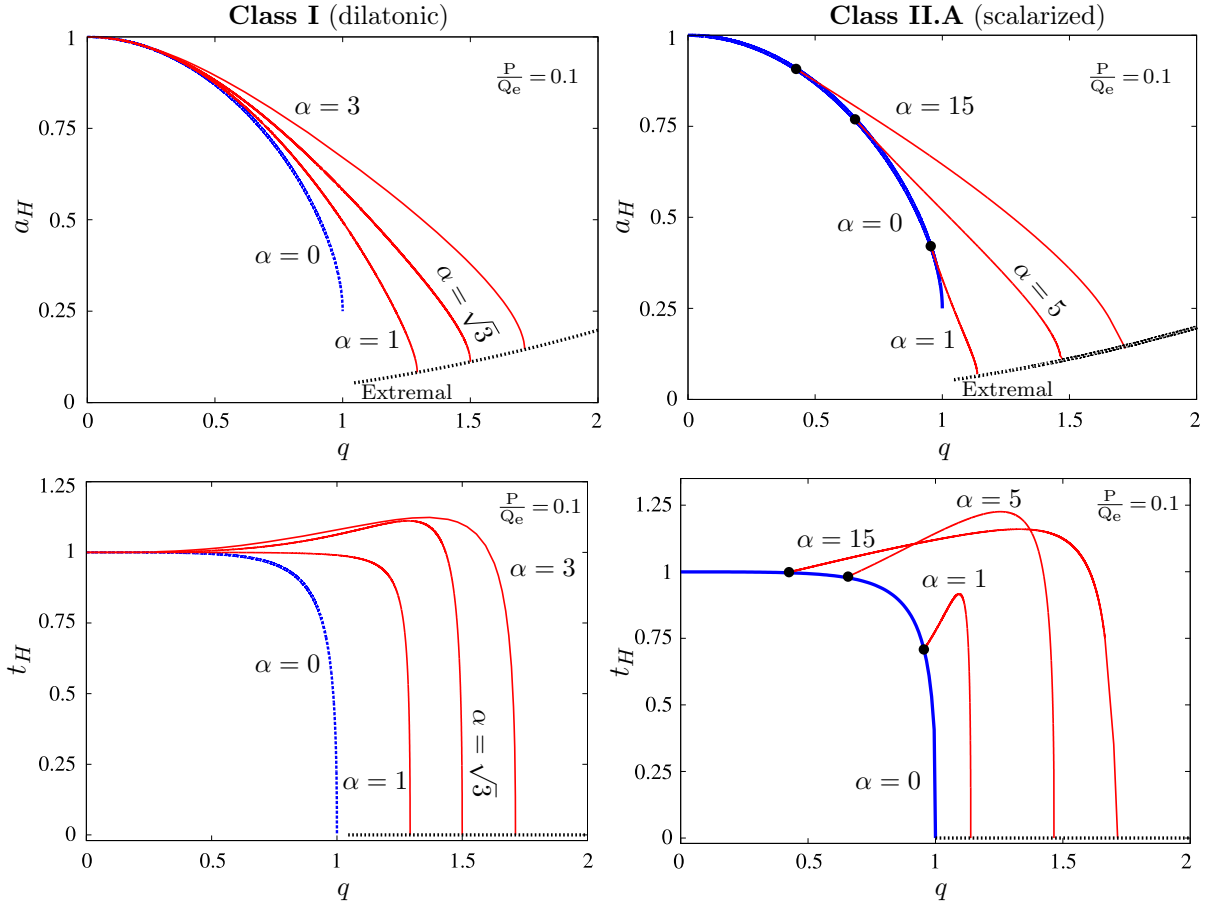 Class I (dilatonic)
1
0.75
0.5
0.25
0
a_H
P/Q_e = 0.1
α = 3
α = 0
α = √3
α = 1
Extremal
0 0.5 1 1.5 2
q
Class II.A (scalarized)
1
0.75
0.5
0.25
0
a_H
P/Q_e = 0.1
α = 15
α = 0
α = 5
α = 1
Extremal
0 0.5 1 1.5 2
q
1.25
1
0.75
0.5
0.25
0
t_H
P/Q_e = 0.1
α = 3
α = 0
α = √3
α = 1
0 0.5 1 1.5 2
q
1.25
1
0.75
0.5
0.25
0
t_H
α = 5
P/Q_e = 0.1
α = 15
α = 1
α = 0
0 0.5 1 1.5 2
q